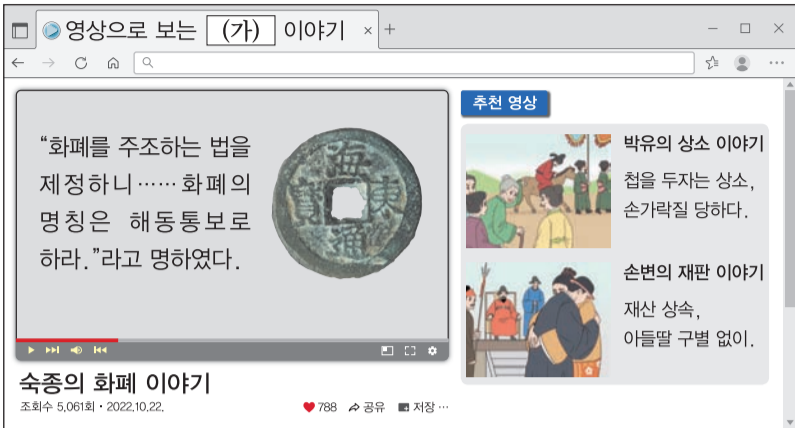 영상으로 보는 (가) 이야기
“화폐를 주조하는 법을
제정하니……화폐의
명칭은 해동통보로
하라.”라고 명하였다.
海
東
通
寶
숙종의 화폐 이야기
조회수 5,061회 • 2022.10.22.
788 공유 저장 …
추천 영상
박유의 상소 이야기
첩을 두자는 상소,
손가락질 당하다.
손변의 재판 이야기
재산 상속,
아들딸 구별 없이.